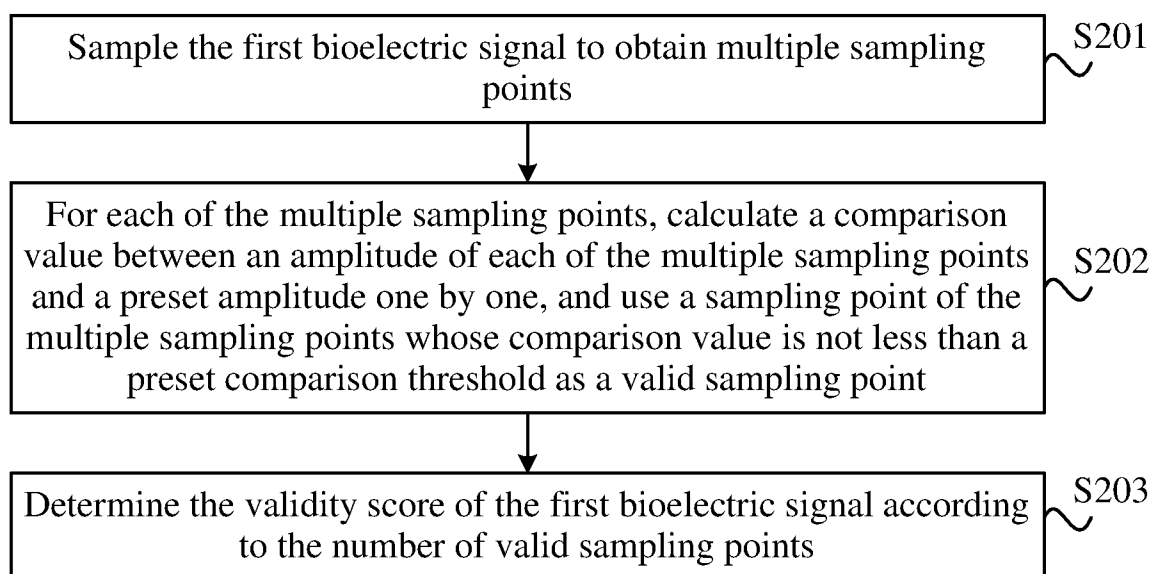 Sample the first bioelectric signal to obtain multiple sampling
points
S201
For each of the multiple sampling points, calculate a comparison
value between an amplitude of each of the multiple sampling points
and a preset amplitude one by one, and use a sampling point of the
multiple sampling points whose comparison value is not less than a
preset comparison threshold as a valid sampling point
S202
Determine the validity score of the first bioelectric signal according
to the number of valid sampling points
S203